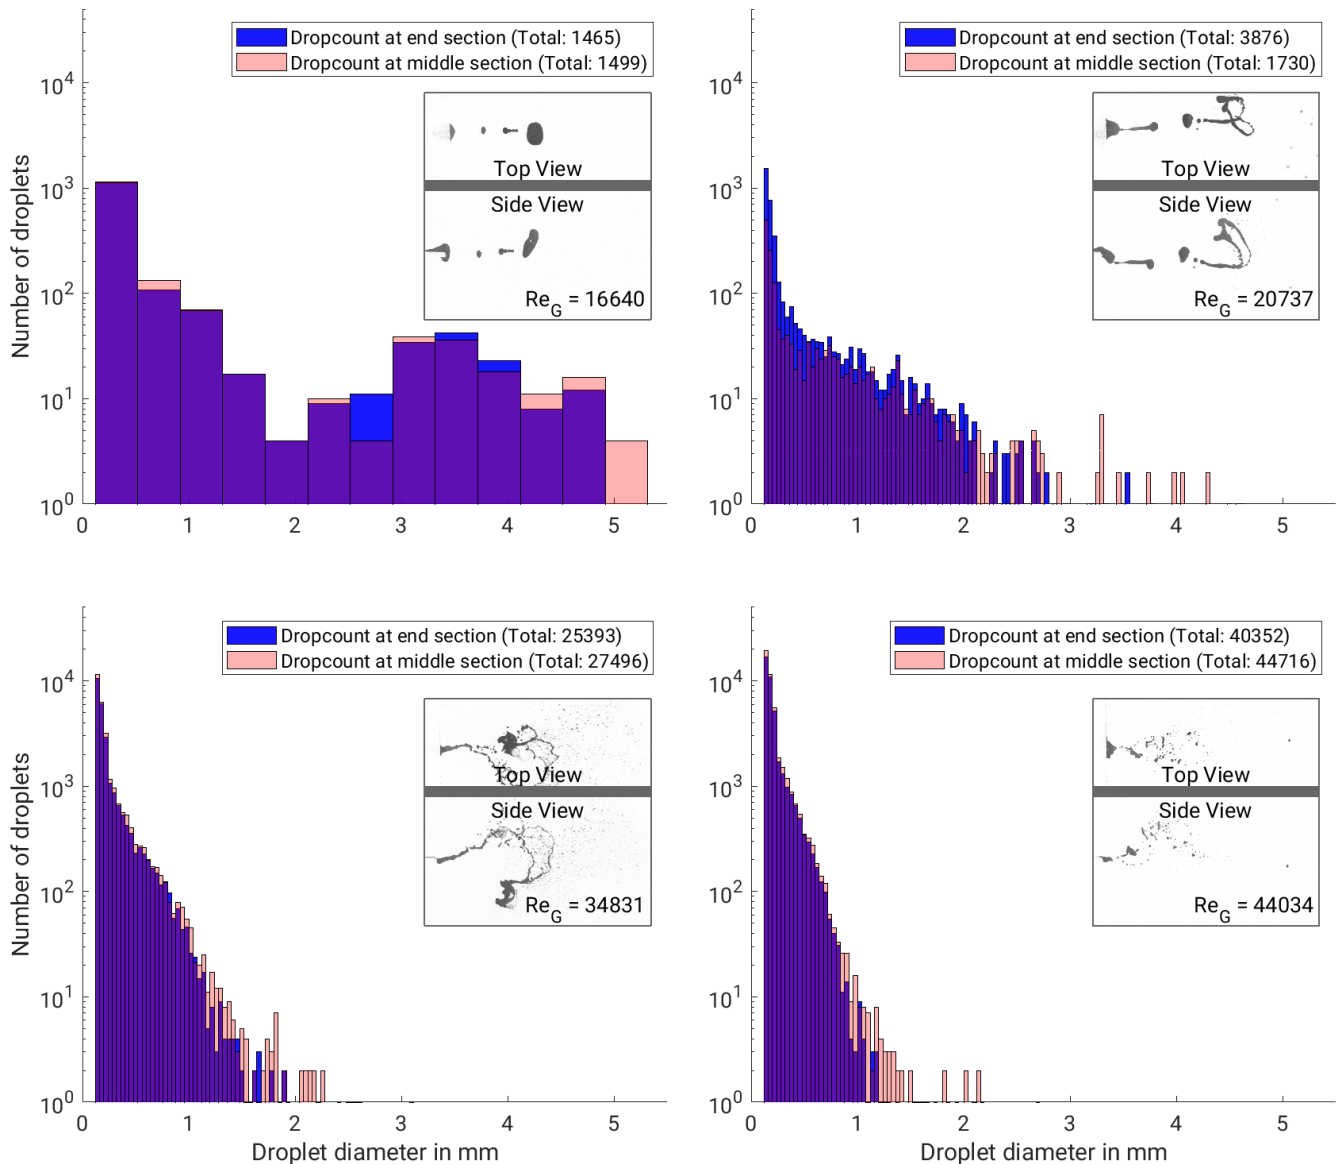 Dropcount at end section (Total: 1465)
Dropcount at middle section (Total: 1499)
Top View
Side View
Re_G = 16640
Number of droplets
10^4
10^3
10^2
10^1
10^0
0 1 2 3 4 5
Dropcount at end section (Total: 3876)
Dropcount at middle section (Total: 1730)
Top View
Side View
Re_G = 20737
10^4
10^3
10^2
10^1
10^0
0 1 2 3 4 5
Dropcount at end section (Total: 25393)
Dropcount at middle section (Total: 27496)
Top View
Side View
Re_G = 34831
Number of droplets
10^4
10^3
10^2
10^1
10^0
0 1 2 3 4 5
Droplet diameter in mm
Dropcount at end section (Total: 40352)
Dropcount at middle section (Total: 44716)
Top View
Side View
Re_G = 44034
10^4
10^3
10^2
10^1
10^0
0 1 2 3 4 5
Droplet diameter in mm